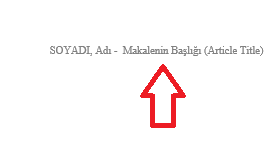 SOYADI, Adı - Makalenin Başlığı (Article Title)